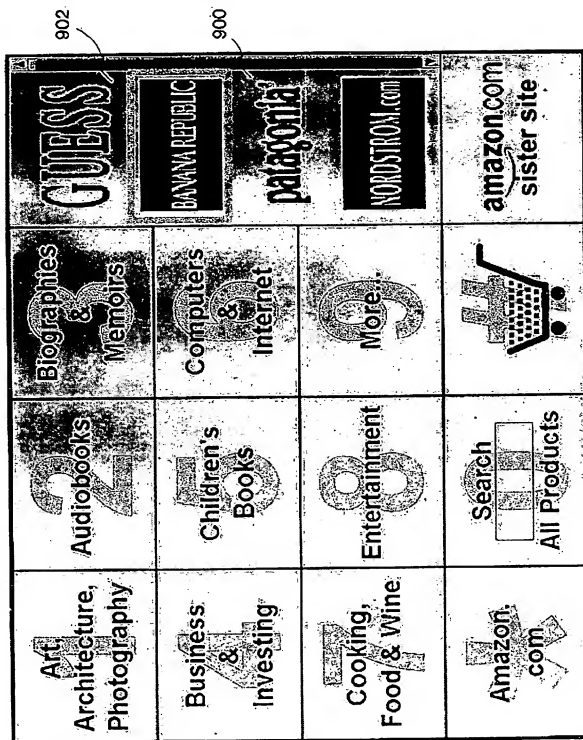 1
Art,
Architecture,
Photography
2
Audiobooks
3
Biographies
&
Memoirs
GUESS
902
4
Business
&
Investing
5
Children's
Books
6
Computers
&
Internet
BANANA REPUBLIC
7
Cooking,
Food & Wine
8
Entertainment
9
More...
patagonia
900
NORDSTROM.com
*
Amazon.
com
0
Search
All Products
#
amazon.com
sister site